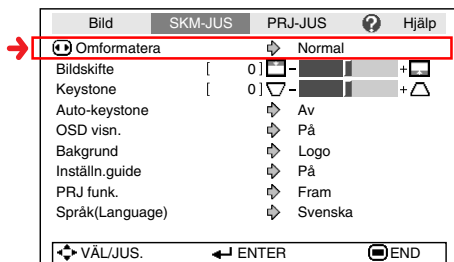 Bild SKM-JUS PRJ-JUS ? Hjälp
Omformatera Normal
Bildskifte [ 0] - +
Keystone [ 0] - +
Auto-keystone Av
OSD visn. På
Bakgrund Logo
Inställn.guide På
PRJ funk. Fram
Språk(Language) Svenska
VÄL/JUS. ENTER END